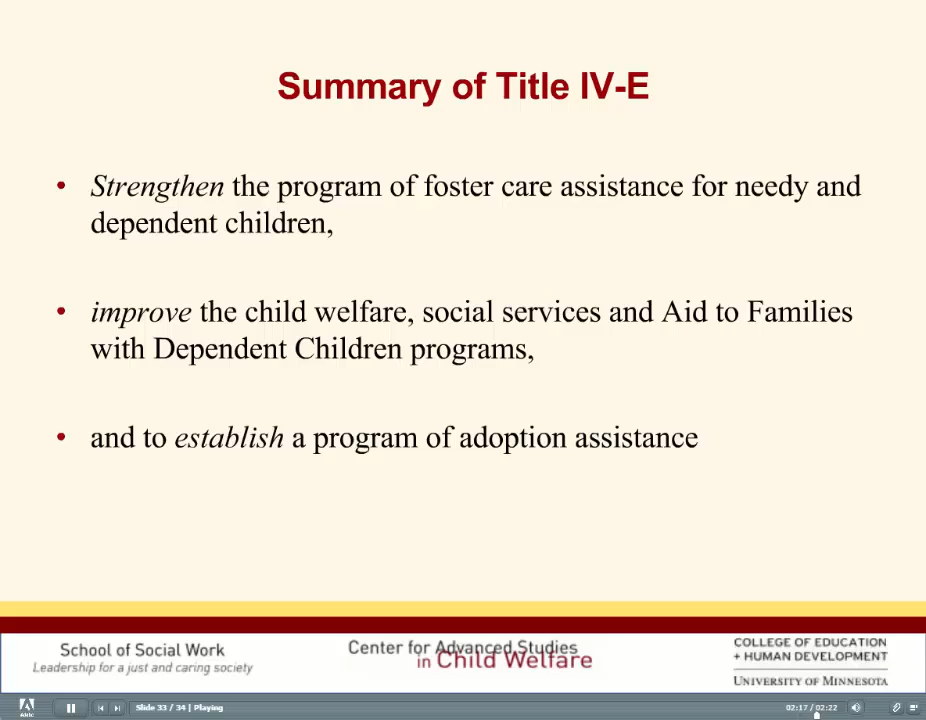 Summary of Title IV-E
• Strengthen the program of foster care assistance for needy and
dependent children,
• improve the child welfare, social services and Aid to Families
with Dependent Children programs,
• and to establish a program of adoption assistance
School of Social Work
Leadership for a just and caring society
Center for Advanced Studies
in Child Welfare
COLLEGE OF EDUCATION
+ HUMAN DEVELOPMENT
UNIVERSITY OF MINNESOTA
Slide 33 / 34 | Playing
02:17 / 02:22